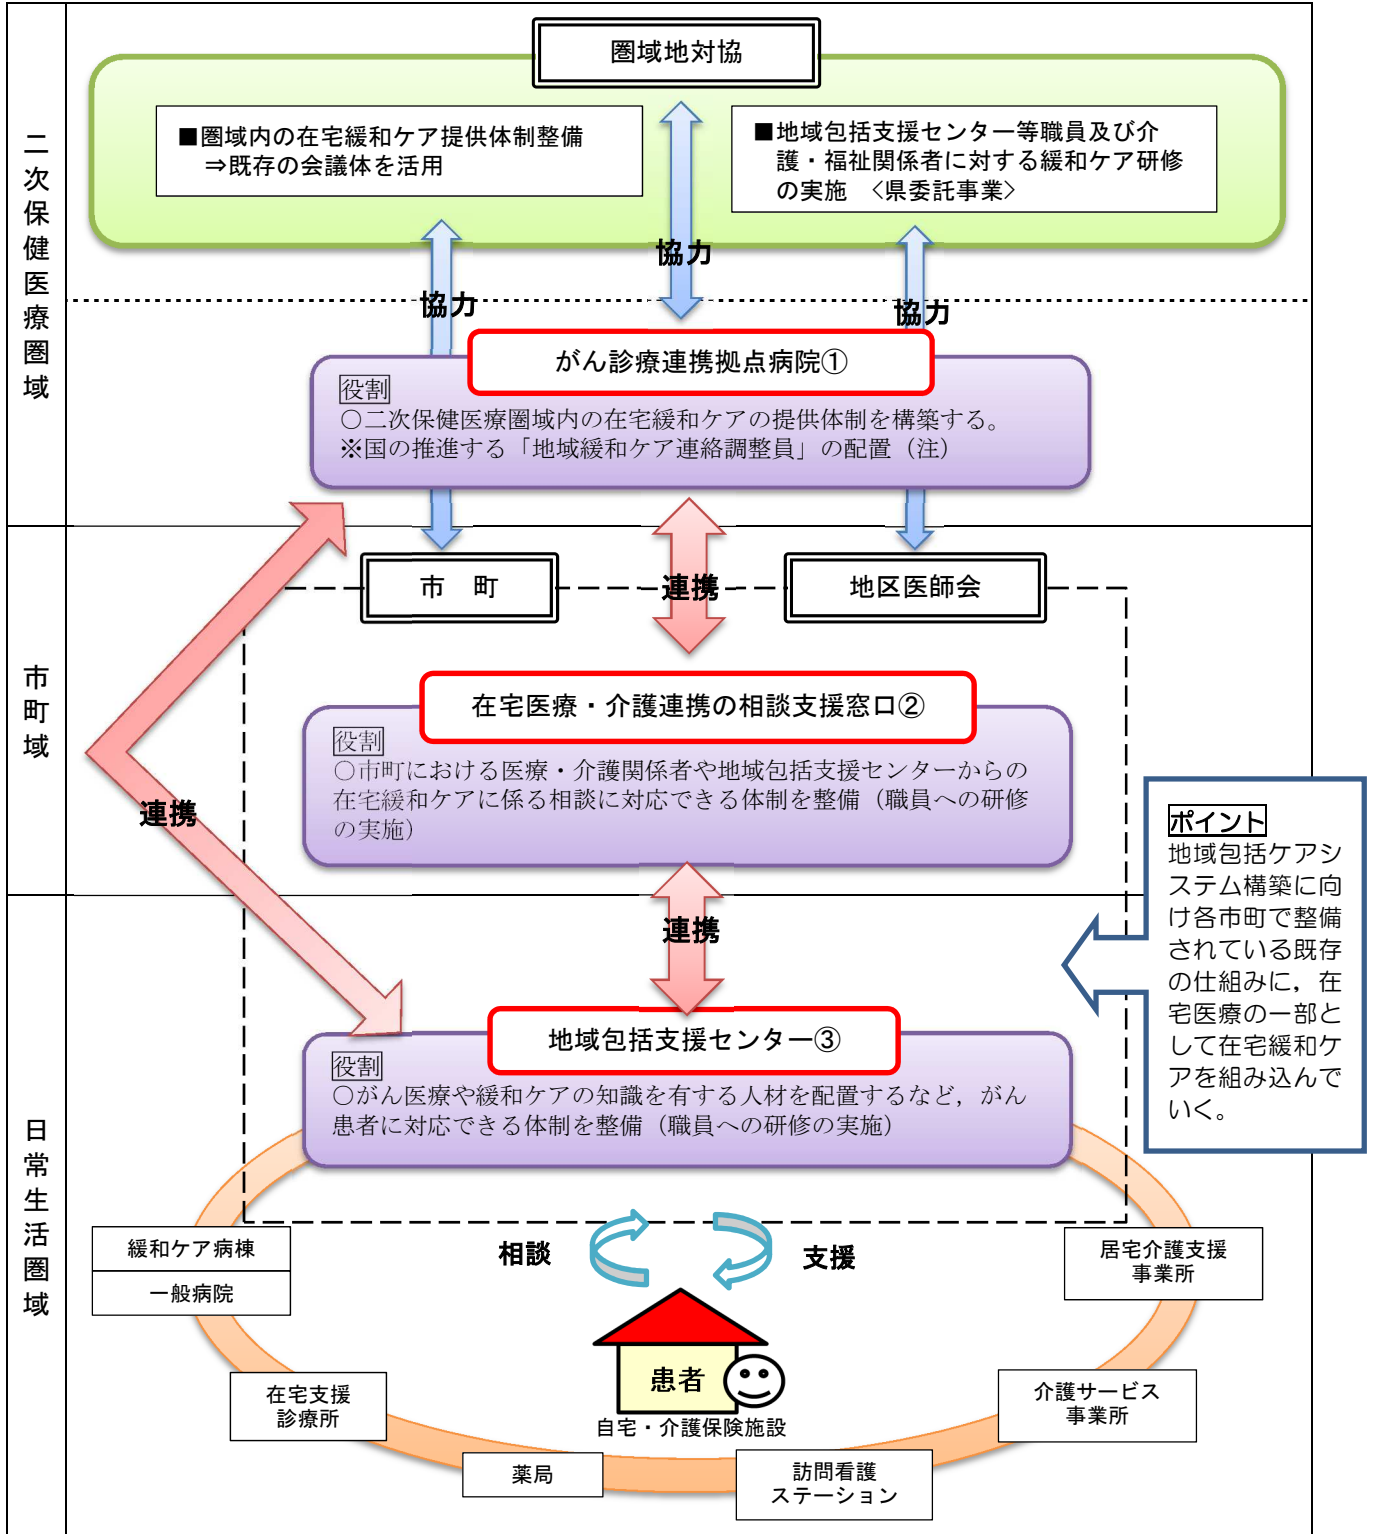 二次保健医療圏域
圏域地対協
■圏域内の在宅緩和ケア提供体制整備
⇒既存の会議体を活用
■地域包括支援センター等職員及び介
護・福祉関係者に対する緩和ケア研修
の実施　〈県委託事業〉
協力
協力
協力
がん診療連携拠点病院①
役割
○二次保健医療圏域内の在宅緩和ケアの提供体制を構築する。
※国の推進する「地域緩和ケア連絡調整員」の配置（注）
市町域
市　町
連携
地区医師会
在宅医療・介護連携の相談支援窓口②
役割
○市町における医療・介護関係者や地域包括支援センターからの
在宅緩和ケアに係る相談に対応できる体制を整備（職員への研修
の実施）
連携
連携
ポイント
地域包括ケアシ
ステム構築に向
け各市町で整備
されている既存
の仕組みに，在
宅医療の一部と
して在宅緩和ケ
アを組み込んで
いく。
日常生活圏域
地域包括支援センター③
役割
○がん医療や緩和ケアの知識を有する人材を配置するなど，がん
患者に対応できる体制を整備（職員への研修の実施）
相談
支援
緩和ケア病棟
一般病院
居宅介護支援
事業所
患者
自宅・介護保険施設
在宅支援
診療所
介護サービス
事業所
薬局
訪問看護
ステーション